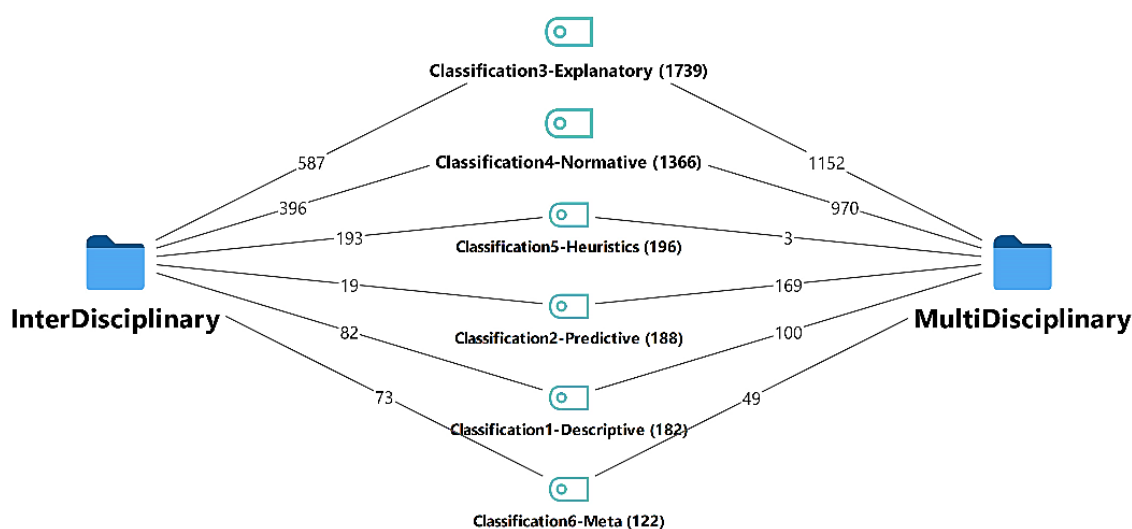 Classification3-Explanatory (1739)
587
1152
Classification4-Normative (1366)
396
970
193
Classification5-Heuristics (196)
3
InterDisciplinary
MultiDisciplinary
19
169
82
Classification2-Predictive (188)
100
73
49
Classification1-Descriptive (182)
Classification6-Meta (122)